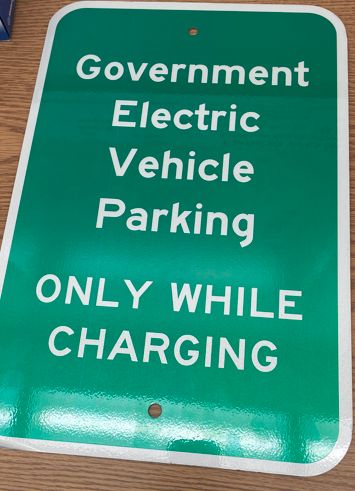 Government
Electric
Vehicle
Parking
ONLY WHILE
CHARGING